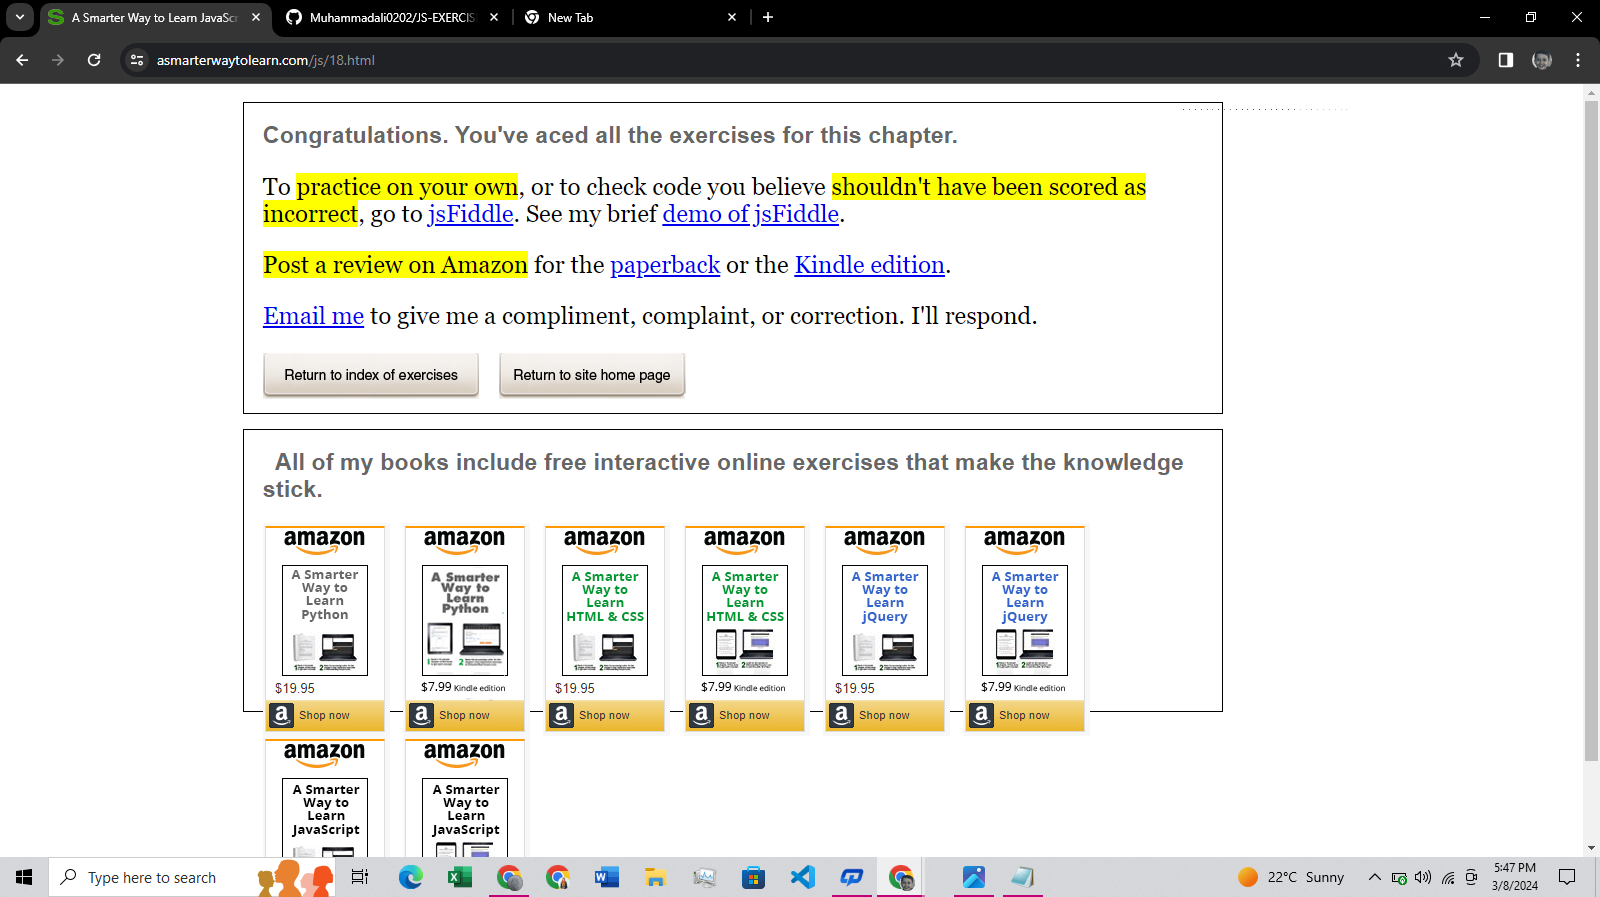 A Smarter Way to Learn JavaSc
Muhammadali0202/JS-EXERCIS
New Tab
asmarterwaytolearn.com/js/18.html
Congratulations. You've aced all the exercises for this chapter.
To practice on your own, or to check code you believe shouldn't have been scored as
incorrect, go to jsFiddle. See my brief demo of jsFiddle.
Post a review on Amazon for the paperback or the Kindle edition.
Email me to give me a compliment, complaint, or correction. I'll respond.
Return to index of exercises
Return to site home page
All of my books include free interactive online exercises that make the knowledge
stick.
amazon
A Smarter
Way to
Learn
Python
$19.95
Shop now
amazon
A Smarter
Way to
Learn
Python
$7.99 Kindle edition
Shop now
amazon
A Smarter
Way to
Learn
HTML & CSS
$19.95
Shop now
amazon
A Smarter
Way to
Learn
HTML & CSS
$7.99 Kindle edition
Shop now
amazon
A Smarter
Way to
Learn
jQuery
$19.95
Shop now
amazon
A Smarter
Way to
Learn
jQuery
$7.99 Kindle edition
Shop now
amazon
A Smarter
Way to
Learn
JavaScript
amazon
A Smarter
Way to
Learn
JavaScript
Type here to search
22°C Sunny
5:47 PM
3/8/2024